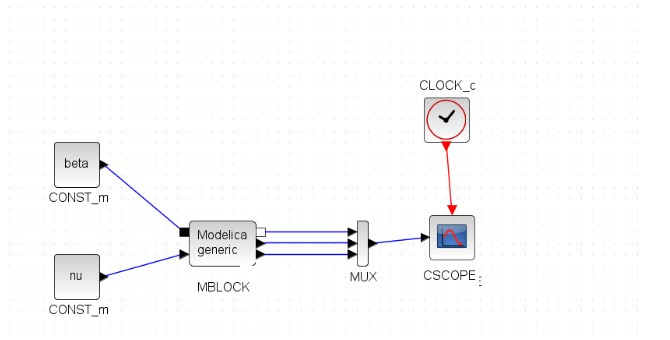 CLOCK_c
beta
CONST_m
Modelica
generic
MBLOCK
MUX
CSCOPE
nu
CONST_m